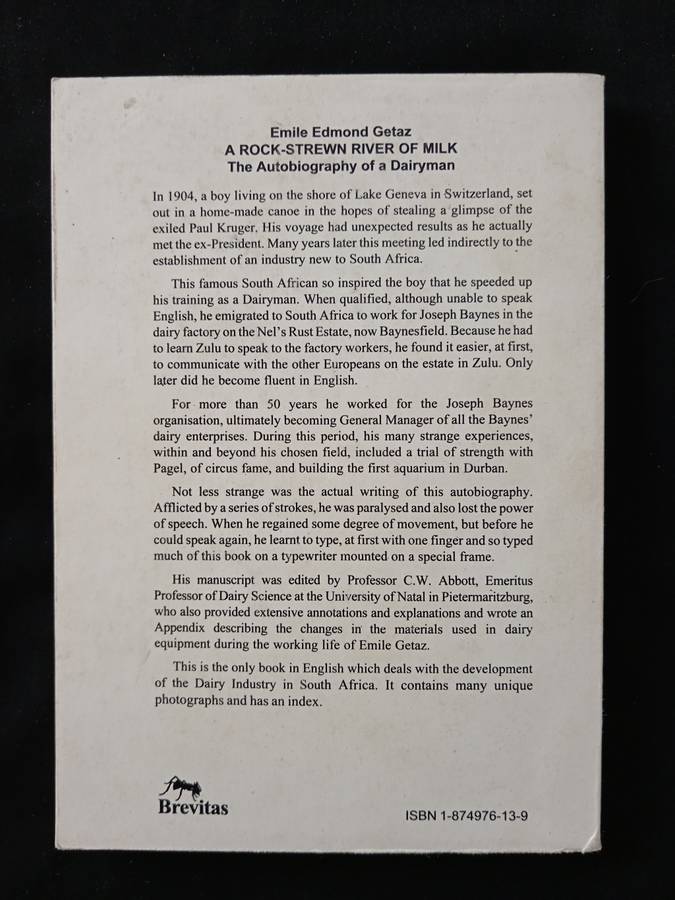 Emile Edmond Getaz
A ROCK-STREWN RIVER OF MILK
The Autobiography of a Dairyman
In 1904, a boy living on the shore of Lake Geneva in Switzerland, set
out in a home-made canoe in the hopes of stealing a glimpse of the
exiled Paul Kruger. His voyage had unexpected results as he actually
met the ex-President. Many years later this meeting led indirectly to the
establishment of an industry new to South Africa.
This famous South African so inspired the boy that he speeded up
his training as a Dairyman. When qualified, although unable to speak
English, he emigrated to South Africa to work for Joseph Baynes in the
dairy factory on the Nel's Rust Estate, now Baynesfield. Because he had
to learn Zulu to speak to the factory workers, he found it easier, at first,
to communicate with the other Europeans on the estate in Zulu. Only
later did he become fluent in English.
For more than 50 years he worked for the Joseph Baynes
organisation, ultimately becoming General Manager of all the Baynes'
dairy enterprises. During this period, his many strange experiences,
within and beyond his chosen field, included a trial of strength with
Pagel, of circus fame, and building the first aquarium in Durban.
Not less strange was the actual writing of this autobiography.
Afflicted by a series of strokes, he was paralysed and also lost the power
of speech. When he regained some degree of movement, but before he
could speak again, he learnt to type, at first with one finger and so typed
much of this book on a typewriter mounted on a special frame.
His manuscript was edited by Professor C.W. Abbott, Emeritus
Professor of Dairy Science at the University of Natal in Pietermaritzburg,
who also provided extensive annotations and explanations and wrote an
Appendix describing the changes in the materials used in dairy
equipment during the working life of Emile Getaz.
This is the only book in English which deals with the development
of the Dairy Industry in South Africa. It contains many unique
photographs and has an index.
Brevitas
ISBN 1-874976-13-9